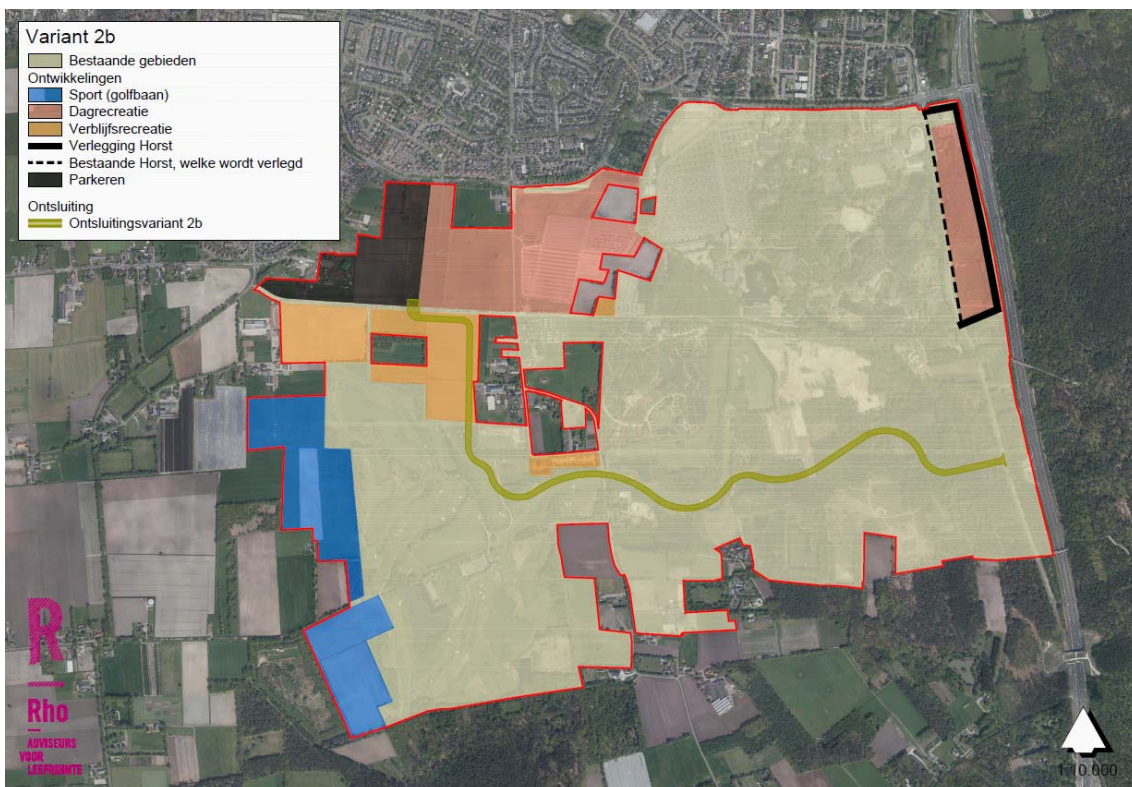 Variant 2b
Bestaande gebieden
Ontwikkelingen
Sport (golfbaan)
Dagrecreatie
Verblijfsrecreatie
Verlegging Horst
Bestaande Horst, welke wordt verlegd
Parkeren
Ontsluiting
Ontsluitingsvariant 2b
R
Rho
ADVISEURS
VOOR
LEEFRUIMTE
1:10.000